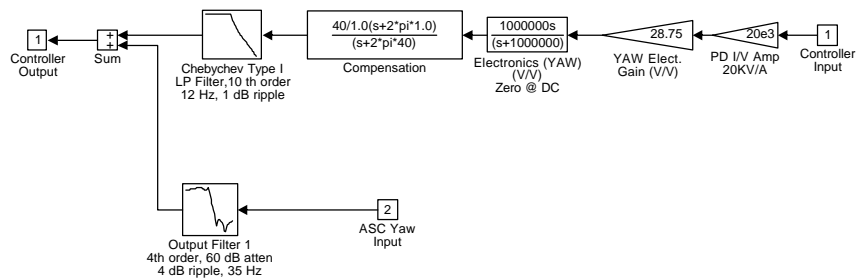 1
Controller
Output
+
+
Sum
Chebychev Type I
LP Filter,10 th order
12 Hz, 1 dB ripple
40/1.0(s+2*pi*1.0)
(s+2*pi*40)
Compensation
1000000s
(s+1000000)
Electronics (YAW)
(V/V)
Zero @ DC
28.75
YAW Elect.
Gain (V/V)
20e3
PD I/V Amp
20KV/A
1
Controller
Input
Output Filter 1
4th order, 60 dB atten
4 dB ripple, 35 Hz
2
ASC Yaw
Input